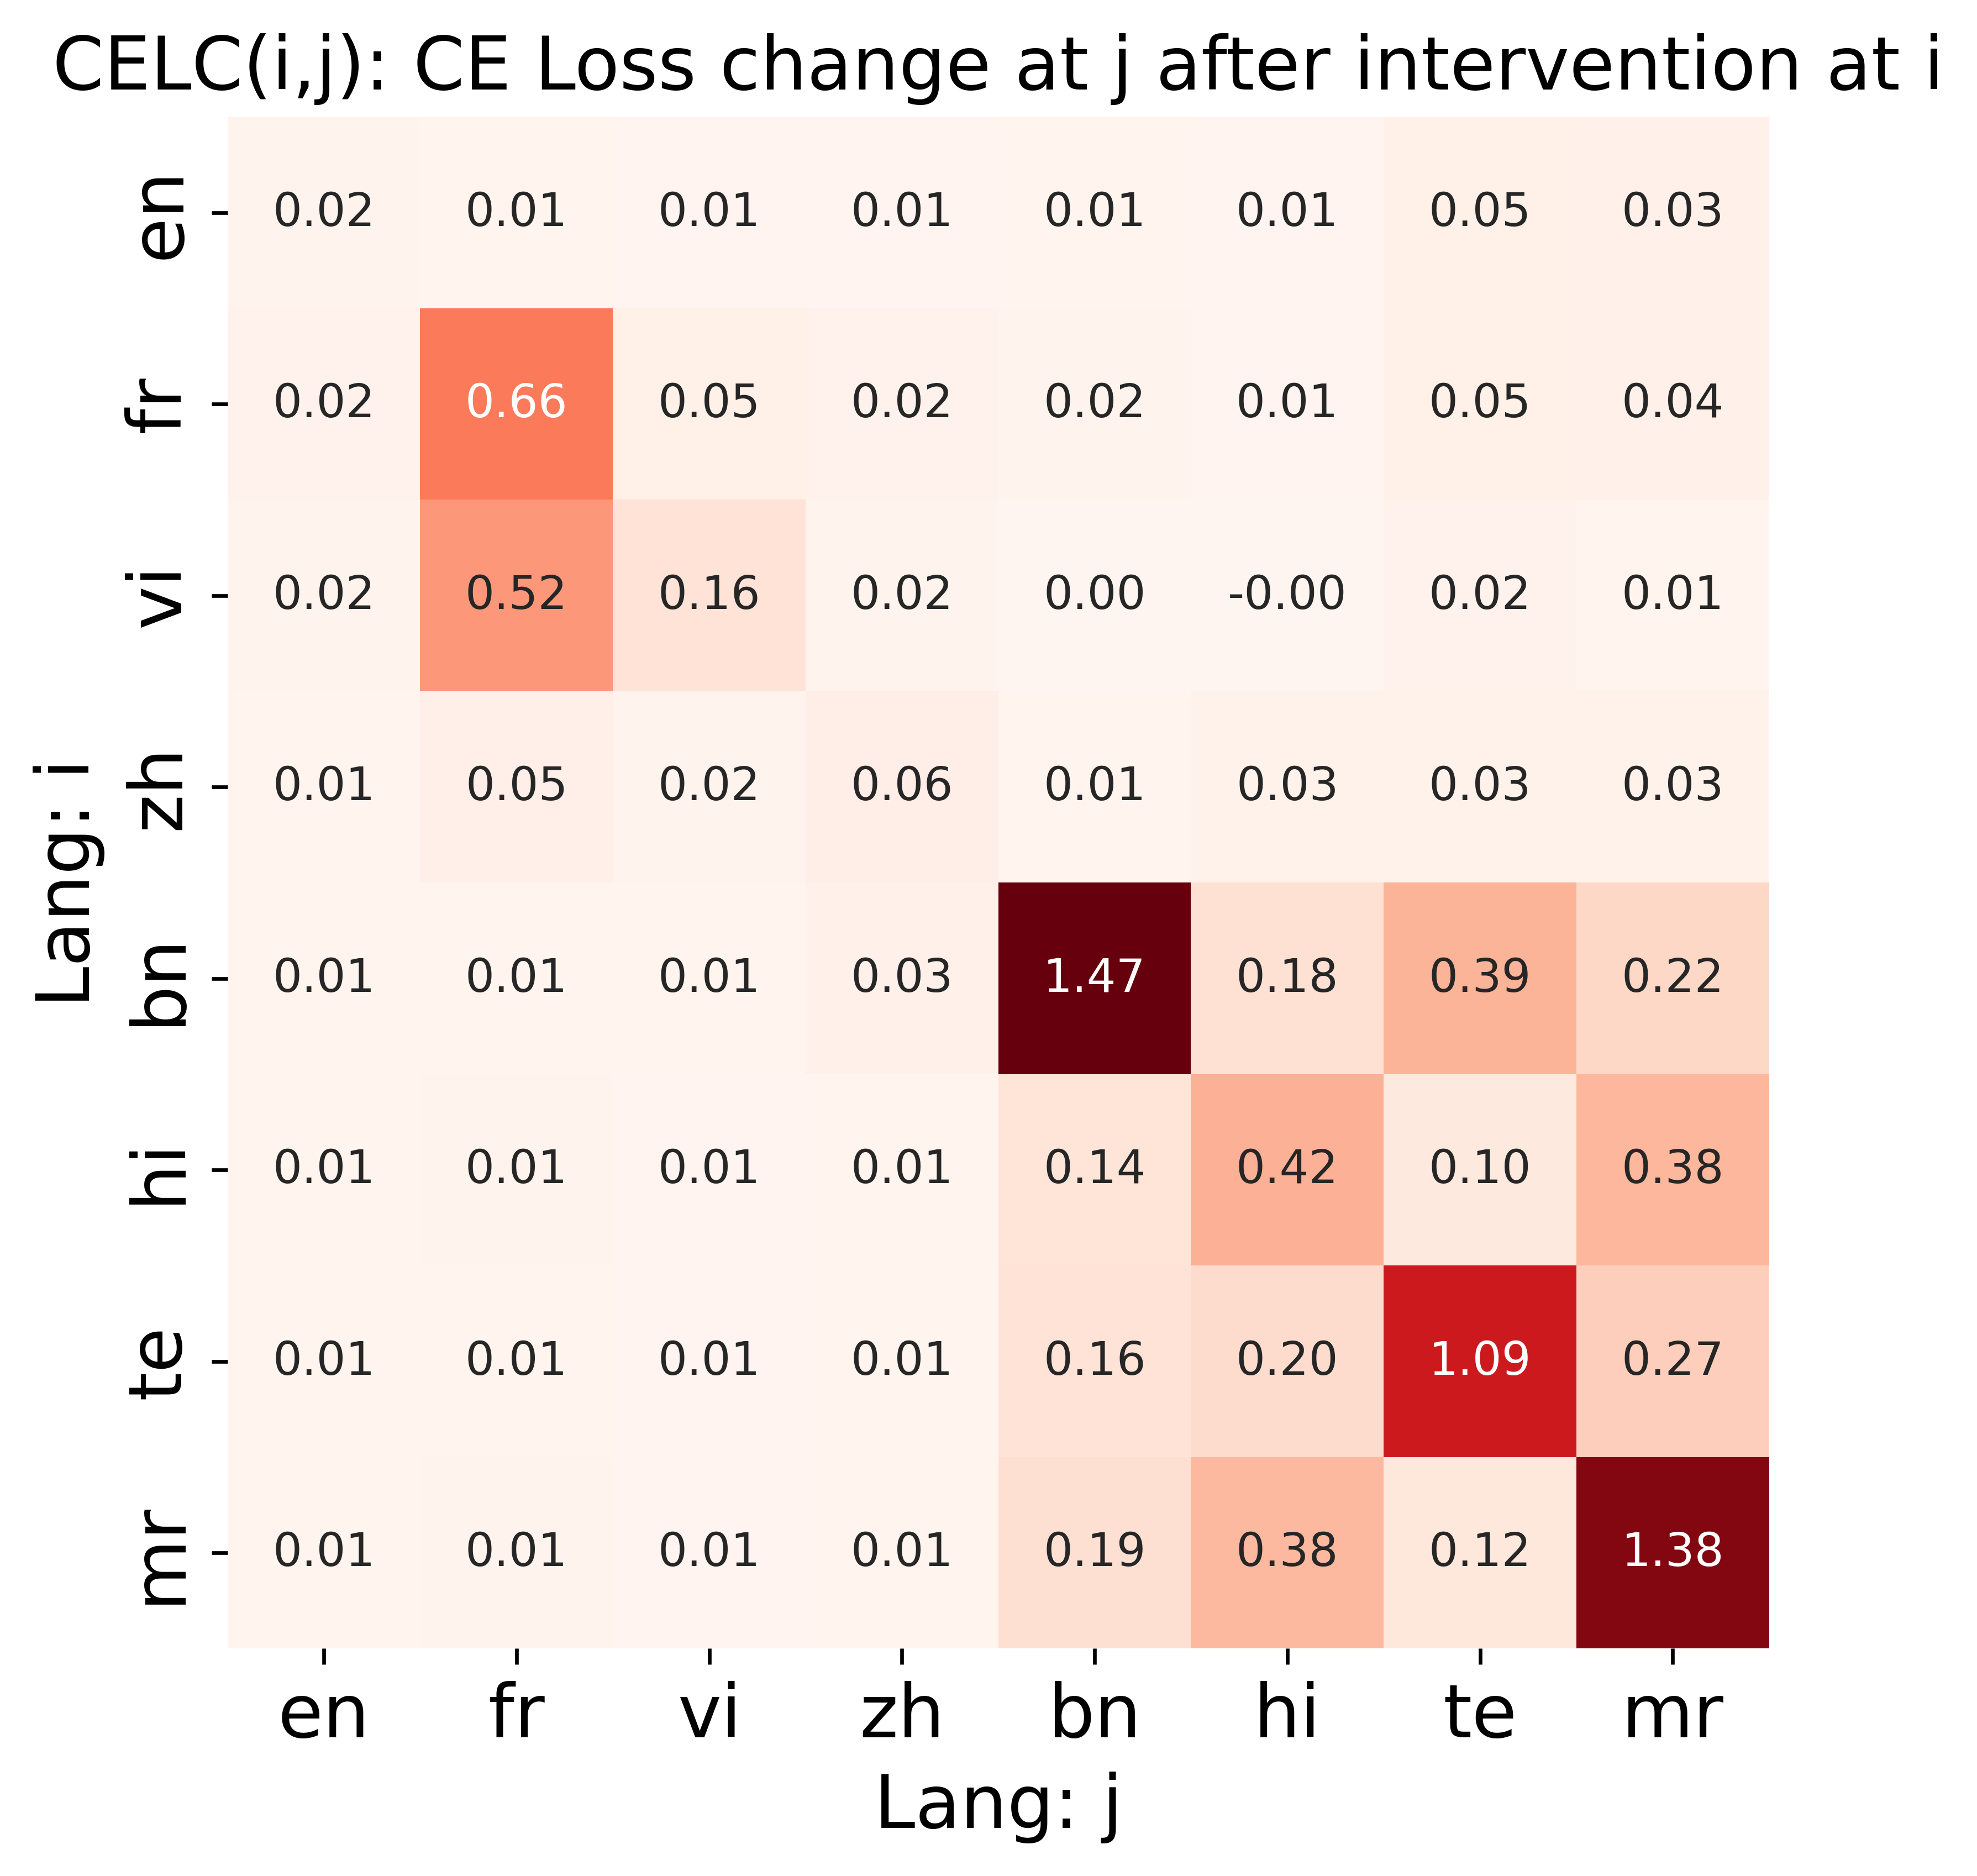 CELC(i,j): CE Loss change at j after intervention at i
Lang: i
en 0.02 0.01 0.01 0.01 0.01 0.01 0.05 0.03
fr 0.02 0.66 0.05 0.02 0.02 0.01 0.05 0.04
vi 0.02 0.52 0.16 0.02 0.00 -0.00 0.02 0.01
zh 0.01 0.05 0.02 0.06 0.01 0.03 0.03 0.03
bn 0.01 0.01 0.01 0.03 1.47 0.18 0.39 0.22
hi 0.01 0.01 0.01 0.01 0.14 0.42 0.10 0.38
te 0.01 0.01 0.01 0.01 0.16 0.20 1.09 0.27
mr 0.01 0.01 0.01 0.01 0.19 0.38 0.12 1.38
en fr vi zh bn hi te mr
Lang: j